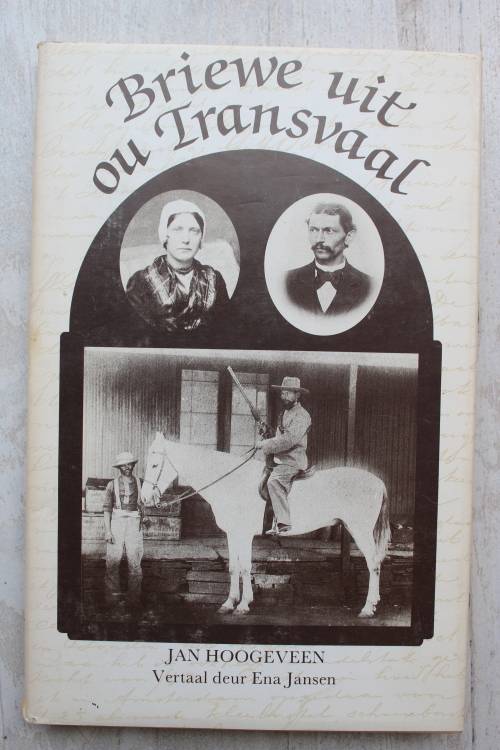 Briewe uit
ou Transvaal
JAN HOOGEVEEN
Vertaal deur Ena Jansen